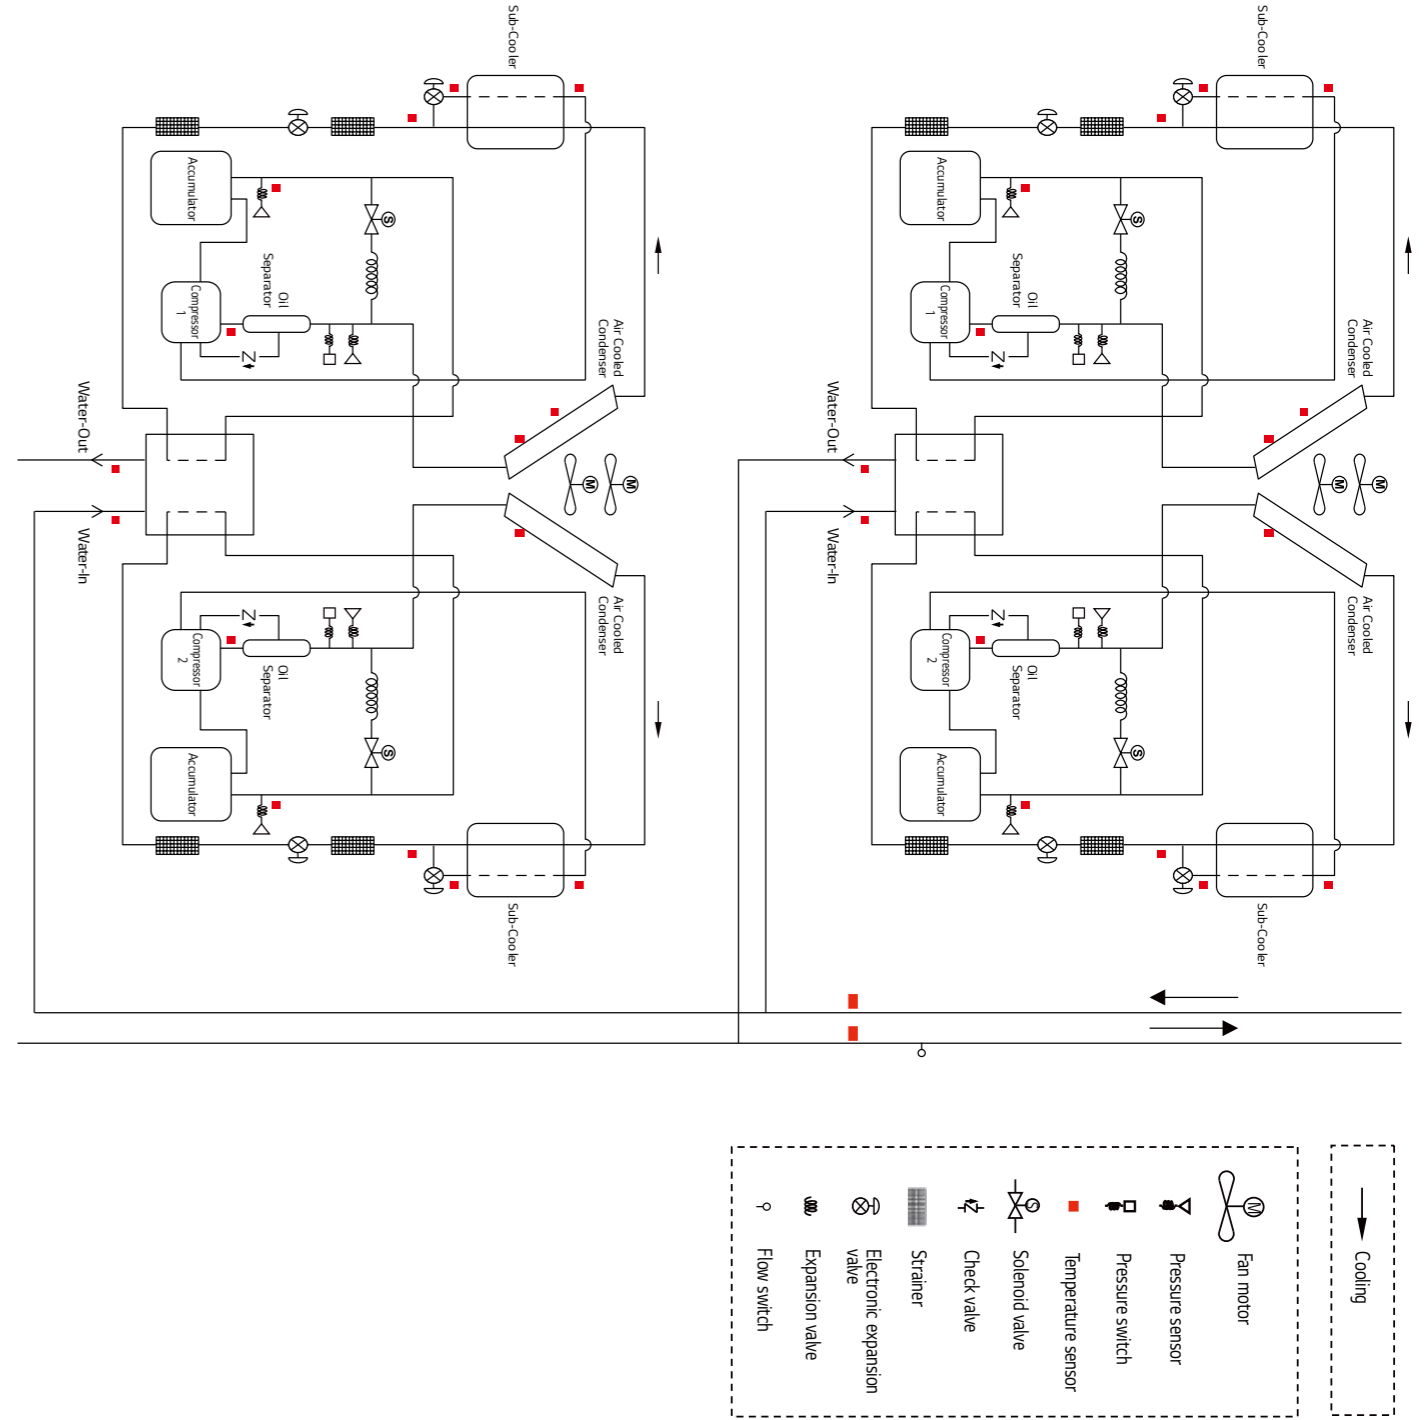 Air Cooled
Condenser
Air Cooled
Condenser
M
M
Sub-Cooler
Sub-Cooler
S
S
Oil
Separator
Oil
Separator
Accumulator
Compressor
1
Compressor
2
Accumulator
Water-Out
Water-In
Air Cooled
Condenser
Air Cooled
Condenser
M
M
Sub-Cooler
Sub-Cooler
S
S
Oil
Separator
Oil
Separator
Accumulator
Compressor
1
Compressor
2
Accumulator
Water-Out
Water-In
Cooling
M
Fan motor
Pressure sensor
Pressure switch
Temperature sensor
S
Solenoid valve
Check valve
Strainer
Electronic expansion
valve
Expansion valve
Flow switch